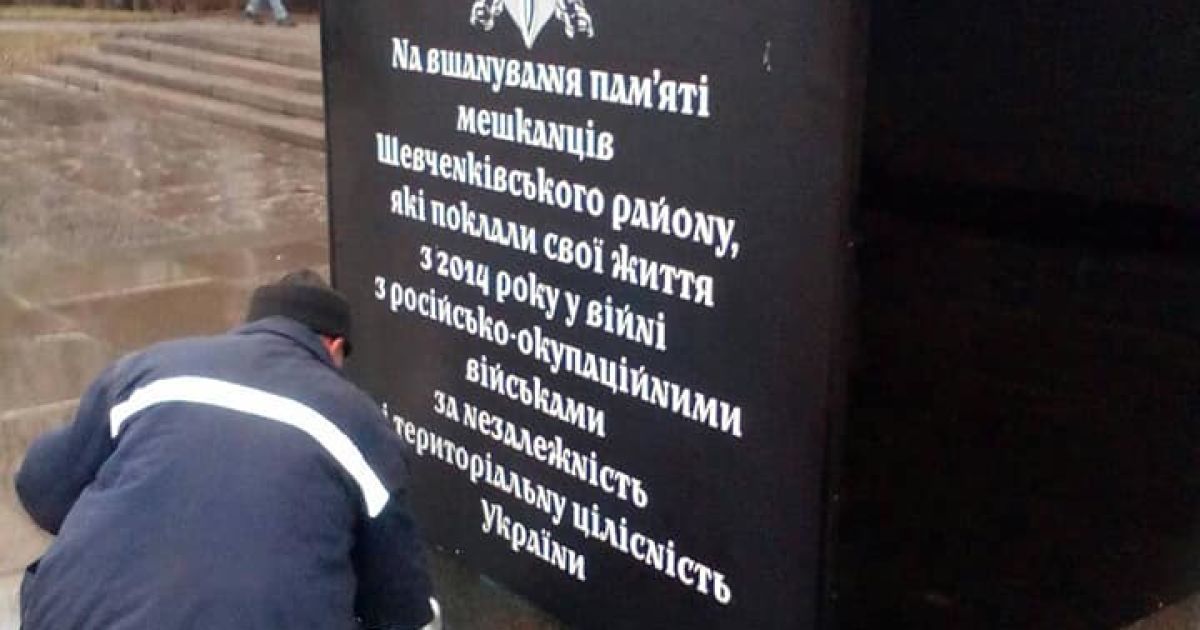 На вшанування пам'яті
мешканців
Шевченківського району,
які поклали свої життя
з 2014 року у війні
з російсько-окупаційними
військами
за незалежність
і територіальну цілісність
України